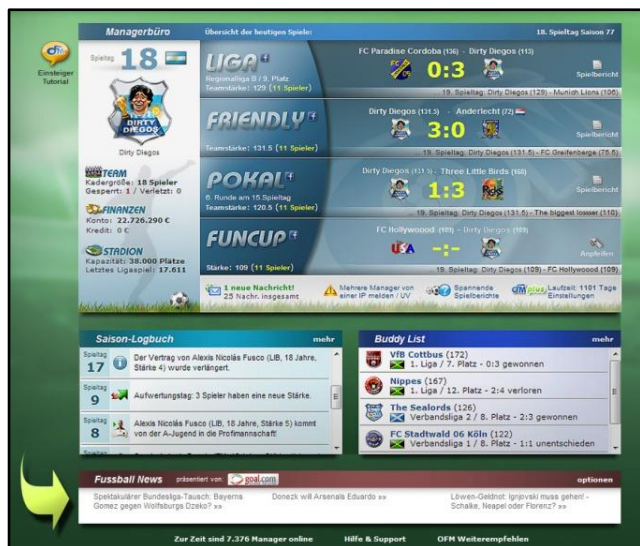 Managerbüro
Übersicht der heutigen Spiele:
18. Spieltag Saison 77
Einsteiger
Tutorial
Spieltag
18
DIRTY
DIEGOS
Dirty Diegos
TEAM
Kadergröße: 18 Spieler
Gesperrt: 1 / Verletzt: 0
FINANZEN
Konto: 22.726.290 €
Kredit: 0 €
STADION
Kapazität: 38.000 Plätze
Letztes Ligaspiel: 17.611
LIGA
Regionalliga B / 9. Platz
Teamstärke: 129 (11 Spieler)
FC Paradise Cordoba (136) - Dirty Diegos (113)
0:3
Spielbericht
19. Spieltag: Dirty Diegos (129) - Munich Lions (106)
FRIENDLY
Teamstärke: 131.5 (11 Spieler)
Dirty Diegos (131.5) - Anderlecht (72)
3:0
Spielbericht
19. Spieltag: Dirty Diegos (131.5) - FC Greifenberge (75.5)
POKAL
6. Runde am 15.Spieltag
Teamstärke: 120.5 (11 Spieler)
Dirty Diegos (131.5) - Three Little Birds (168)
1:3
Spielbericht
19. Spieltag: Dirty Diegos (131.5) - The biggest lossser (110)
FUNCUP
Stärke: 109 (11 Spieler)
FC Hollywoood (109) - Dirty Diegos (109)
USA
-:-
Anpfeifen
19. Spieltag: Dirty Diegos (109) - FC Hollywoood (109)
1 neue Nachricht!
25 Nachr. insgesamt
Mehrere Manager von
einer IP melden / UV
Spannende
Spielberichte
OFM plus
Laufzeit: 1101 Tage
Einstellungen
Saison-Logbuch
mehr
Spieltag
17
Der Vertrag von Alexis Nicolás Fusco (LIB, 18 Jahre,
Stärke 4) wurde verlängert.
Spieltag
9
Aufwertungstag: 3 Spieler haben eine neue Stärke.
Spieltag
8
Alexis Nicolás Fusco (LIB, 18 Jahre, Stärke 5) kommt
von der A-Jugend in die Profimannschaft!
Spieltag
Buddy List
mehr
VfB Cottbus (172)
1. Liga / 7. Platz - 0:3 gewonnen
Nippes (167)
1. Liga / 12. Platz - 2:4 verloren
The Sealords (126)
Verbandsliga 2 / 8. Platz - 2:3 gewonnen
FC Stadtwald 06 Köln (122)
Verbandsliga 1 / 8. Platz - 1:1 unentschieden
Fussball News
präsentiert von:
goal.com
optionen
Spektakulärer Bundesliga-Tausch: Bayerns
Gomez gegen Wolfsburgs Dzeko? »»
Donezk will Arsenals Eduardo »»
Löwen-Geldnot: Ignjovski muss gehen! -
Schalke, Neapel oder Florenz? »»
Zur Zeit sind 7.376 Manager online
Hilfe & Support
OFM Weiterempfehlen